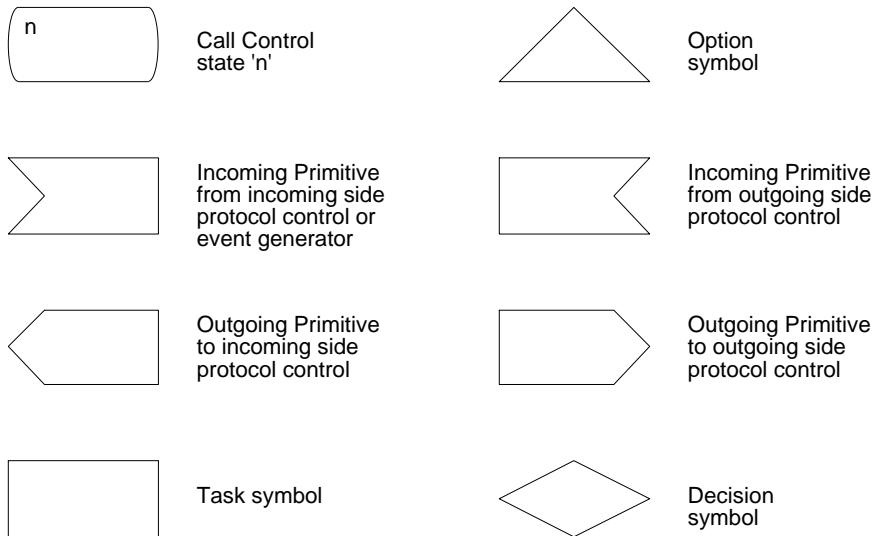 n
Call Control
state 'n'
Option
symbol
Incoming Primitive
from incoming side
protocol control or
event generator
Incoming Primitive
from outgoing side
protocol control
Outgoing Primitive
to incoming side
protocol control
Outgoing Primitive
to outgoing side
protocol control
Task symbol
Decision
symbol